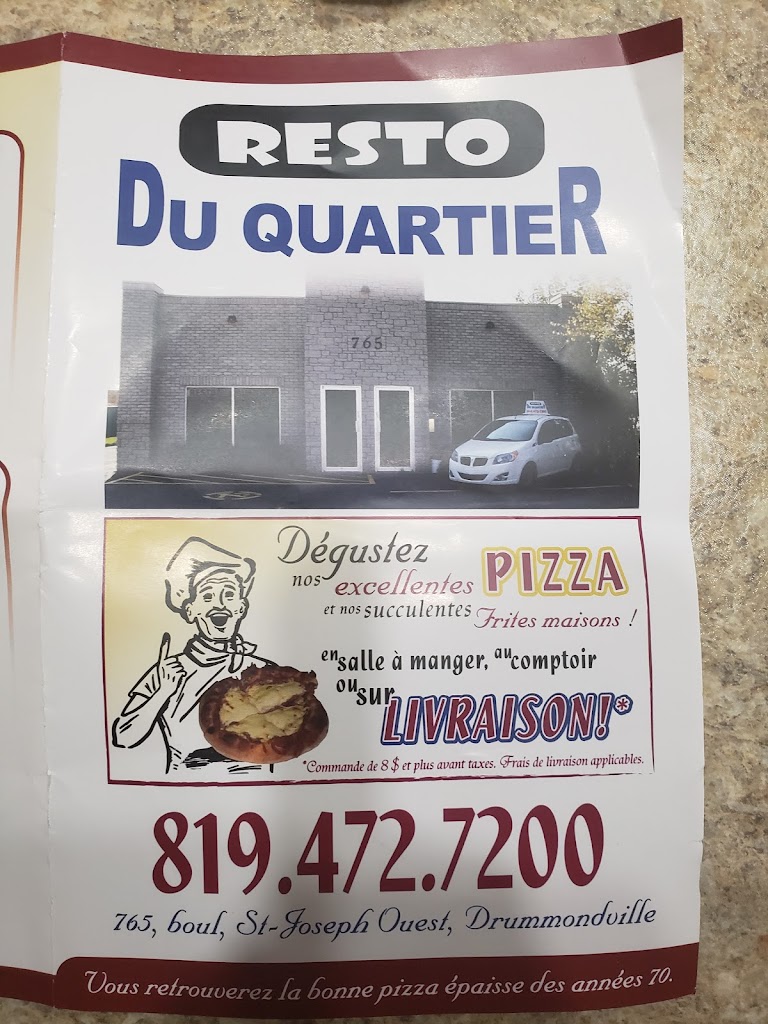 RESTO
DU QUARTIER
765
Dégustez
nos excellentes PIZZA
et nos succulentes Frites maisons !
en salle à manger, au comptoir
ou sur LIVRAISON!*
*Commande de 8 $ et plus avant taxes. Frais de livraison applicables.
819.472.7200
765, boul, St-Joseph Ouest, Drummondville
Vous retrouverez la bonne pizza épaisse des années 70.